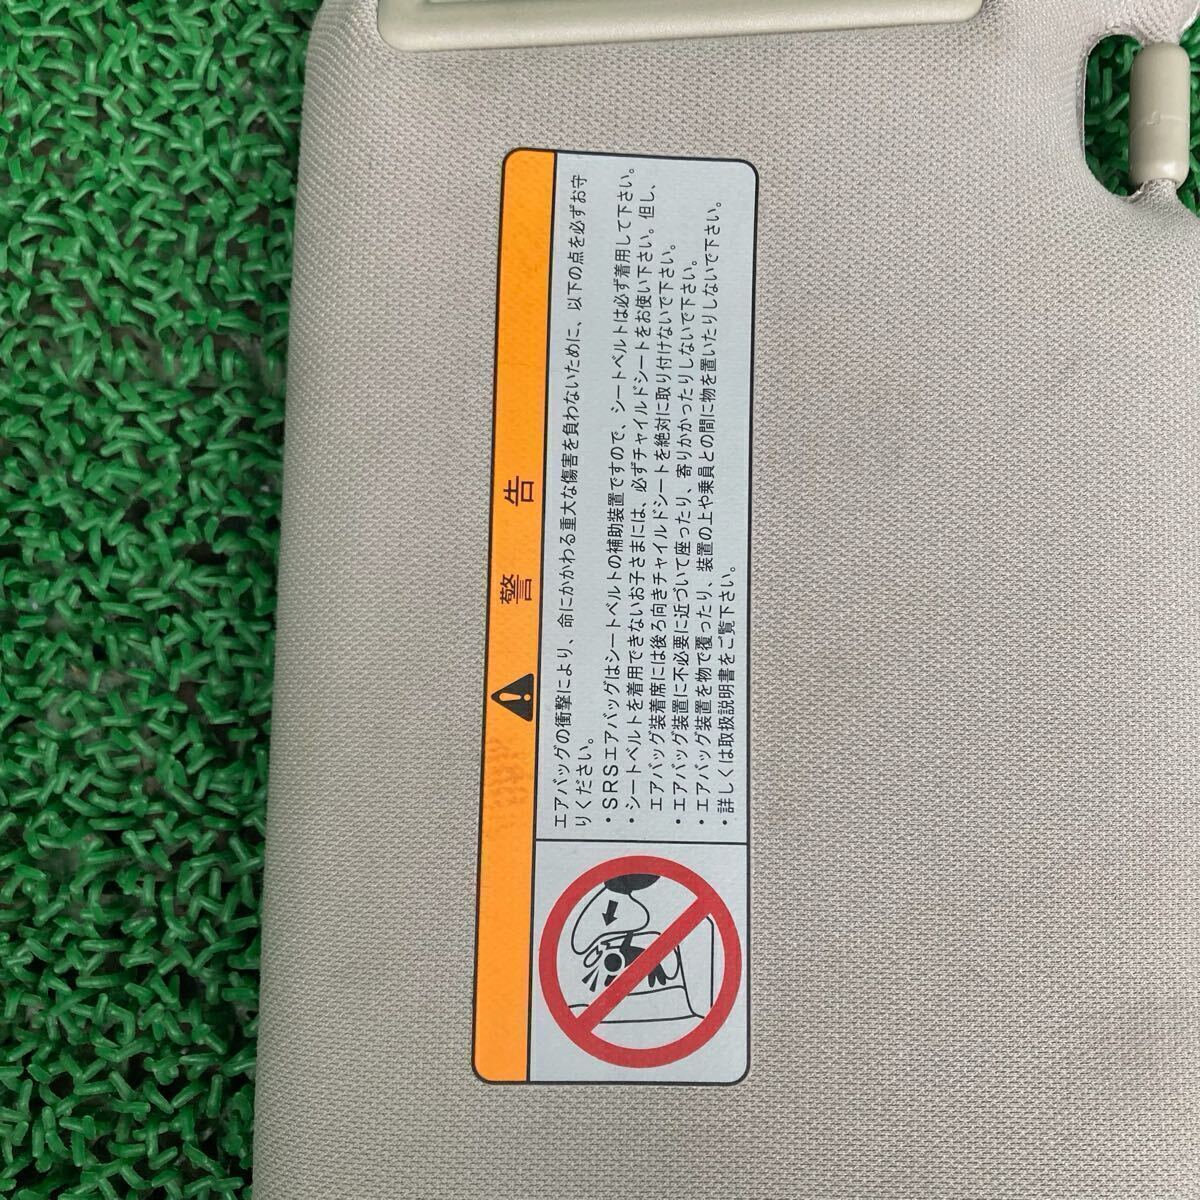 警告
エアバッグの衝撃により、命にかかわる重大な傷害を負わないために、以下の点を必ずお守
りください。
・SRSエアバッグはシートベルトの補助装置ですので、シートベルトは必ず着用して下さい。
・シートベルトを着用できないお子さまには、必ずチャイルドシートをお使い下さい。但し、
エアバッグ装着席には後ろ向きチャイルドシートを絶対に取り付けないで下さい。
・エアバッグ装置に不必要に近づいて座ったり、寄りかかったりしないで下さい。
・エアバッグ装置を物で覆ったり、装置の上や乗員との間に物を置いたりしないで下さい。
・詳しくは取扱説明書をご覧下さい。